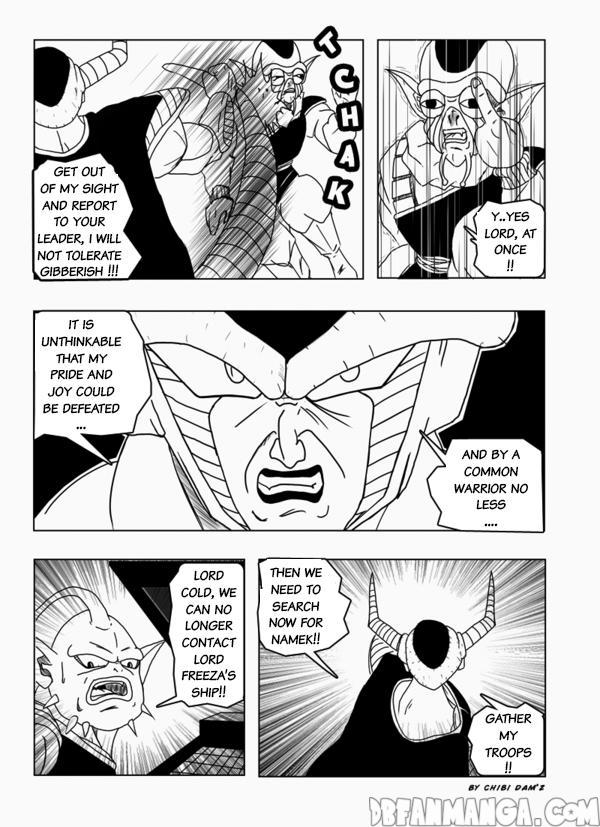 TCHAK
GET OUT
OF MY SIGHT
AND REPORT
TO YOUR
LEADER, I WILL
NOT TOLERATE
GIBBERISH !!!
Y..YES
LORD, AT
ONCE
!!
IT IS
UNTHINKABLE
THAT MY
PRIDE AND
JOY COULD
BE DEFEATED
...
AND BY A
COMMON
WARRIOR NO
LESS
....
LORD
COLD, WE
CAN NO
LONGER
CONTACT
LORD
FREEZA'S
SHIP!!
THEN WE
NEED TO
SEARCH
NOW FOR
NAMEK!!
GATHER
MY
TROOPS
!!
BY CHIBI DAM'Z
DBFANMANGA.COM